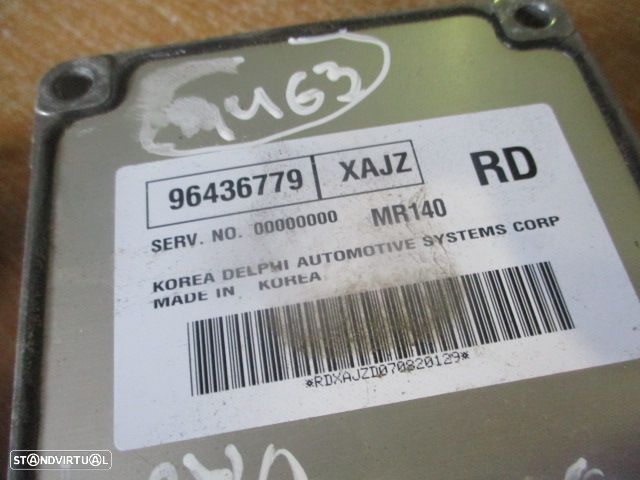 96436779 XAJZ RD
SERV. NO. 00000000 MR140
KOREA DELPHI AUTOMOTIVE SYSTEMS CORP
MADE IN KOREA
*RDXAJZD070820129*
STANDVIRTUAL